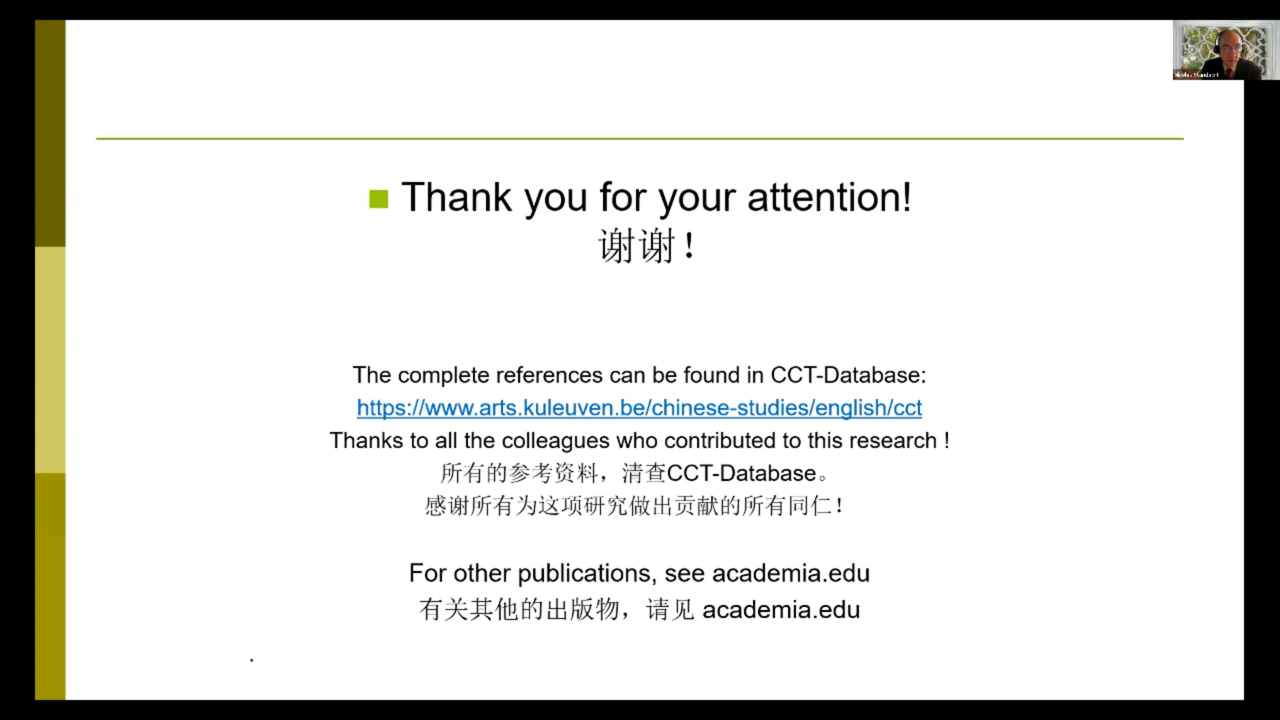 Nicolas Standaert
Thank you for your attention!
谢谢！
The complete references can be found in CCT-Database:
https://www.arts.kuleuven.be/chinese-studies/english/cct
Thanks to all the colleagues who contributed to this research !
所有的参考资料，清查CCT-Database。
感谢所有为这项研究做出贡献的所有同仁！
For other publications, see academia.edu
有关其他的出版物，请见 academia.edu
.